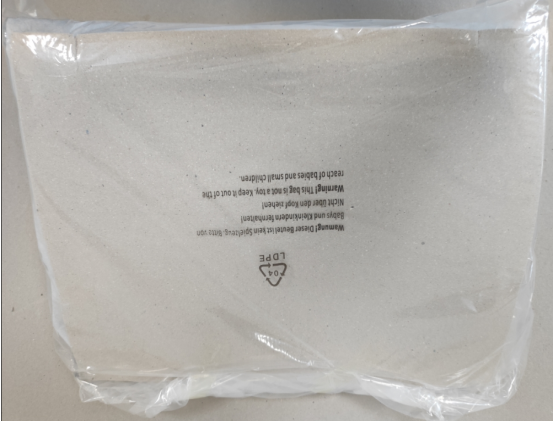 04
LDPE
Warnung! Dieser Beutel ist kein Spielzeug. Bitte von
Babys und Kleinkindern fernhalten!
Nicht über den Kopf ziehen!
Warning! This bag is not a toy. Keep it out of the
reach of babies and small children.